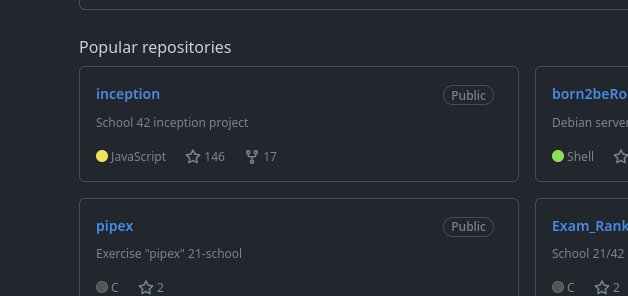 Popular repositories
inception
Public
School 42 inception project
JavaScript 146 17
born2beRo
Debian server
Shell
pipex
Public
Exercise "pipex" 21-school
C 2
Exam_Rank
School 21/42
C 2